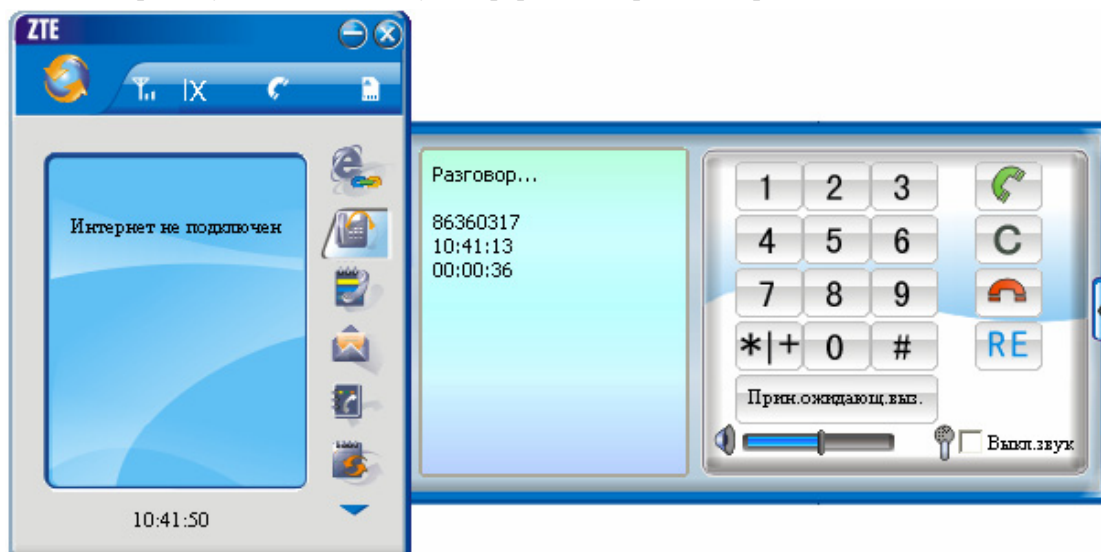 ZTE
1X
Интернет не подключен
10:41:50
Разговор...
86360317
10:41:13
00:00:36
1 2 3
4 5 6 C
7 8 9
*|+ 0 # RE
Прин.ожидающ.выз.
Выкл.звук